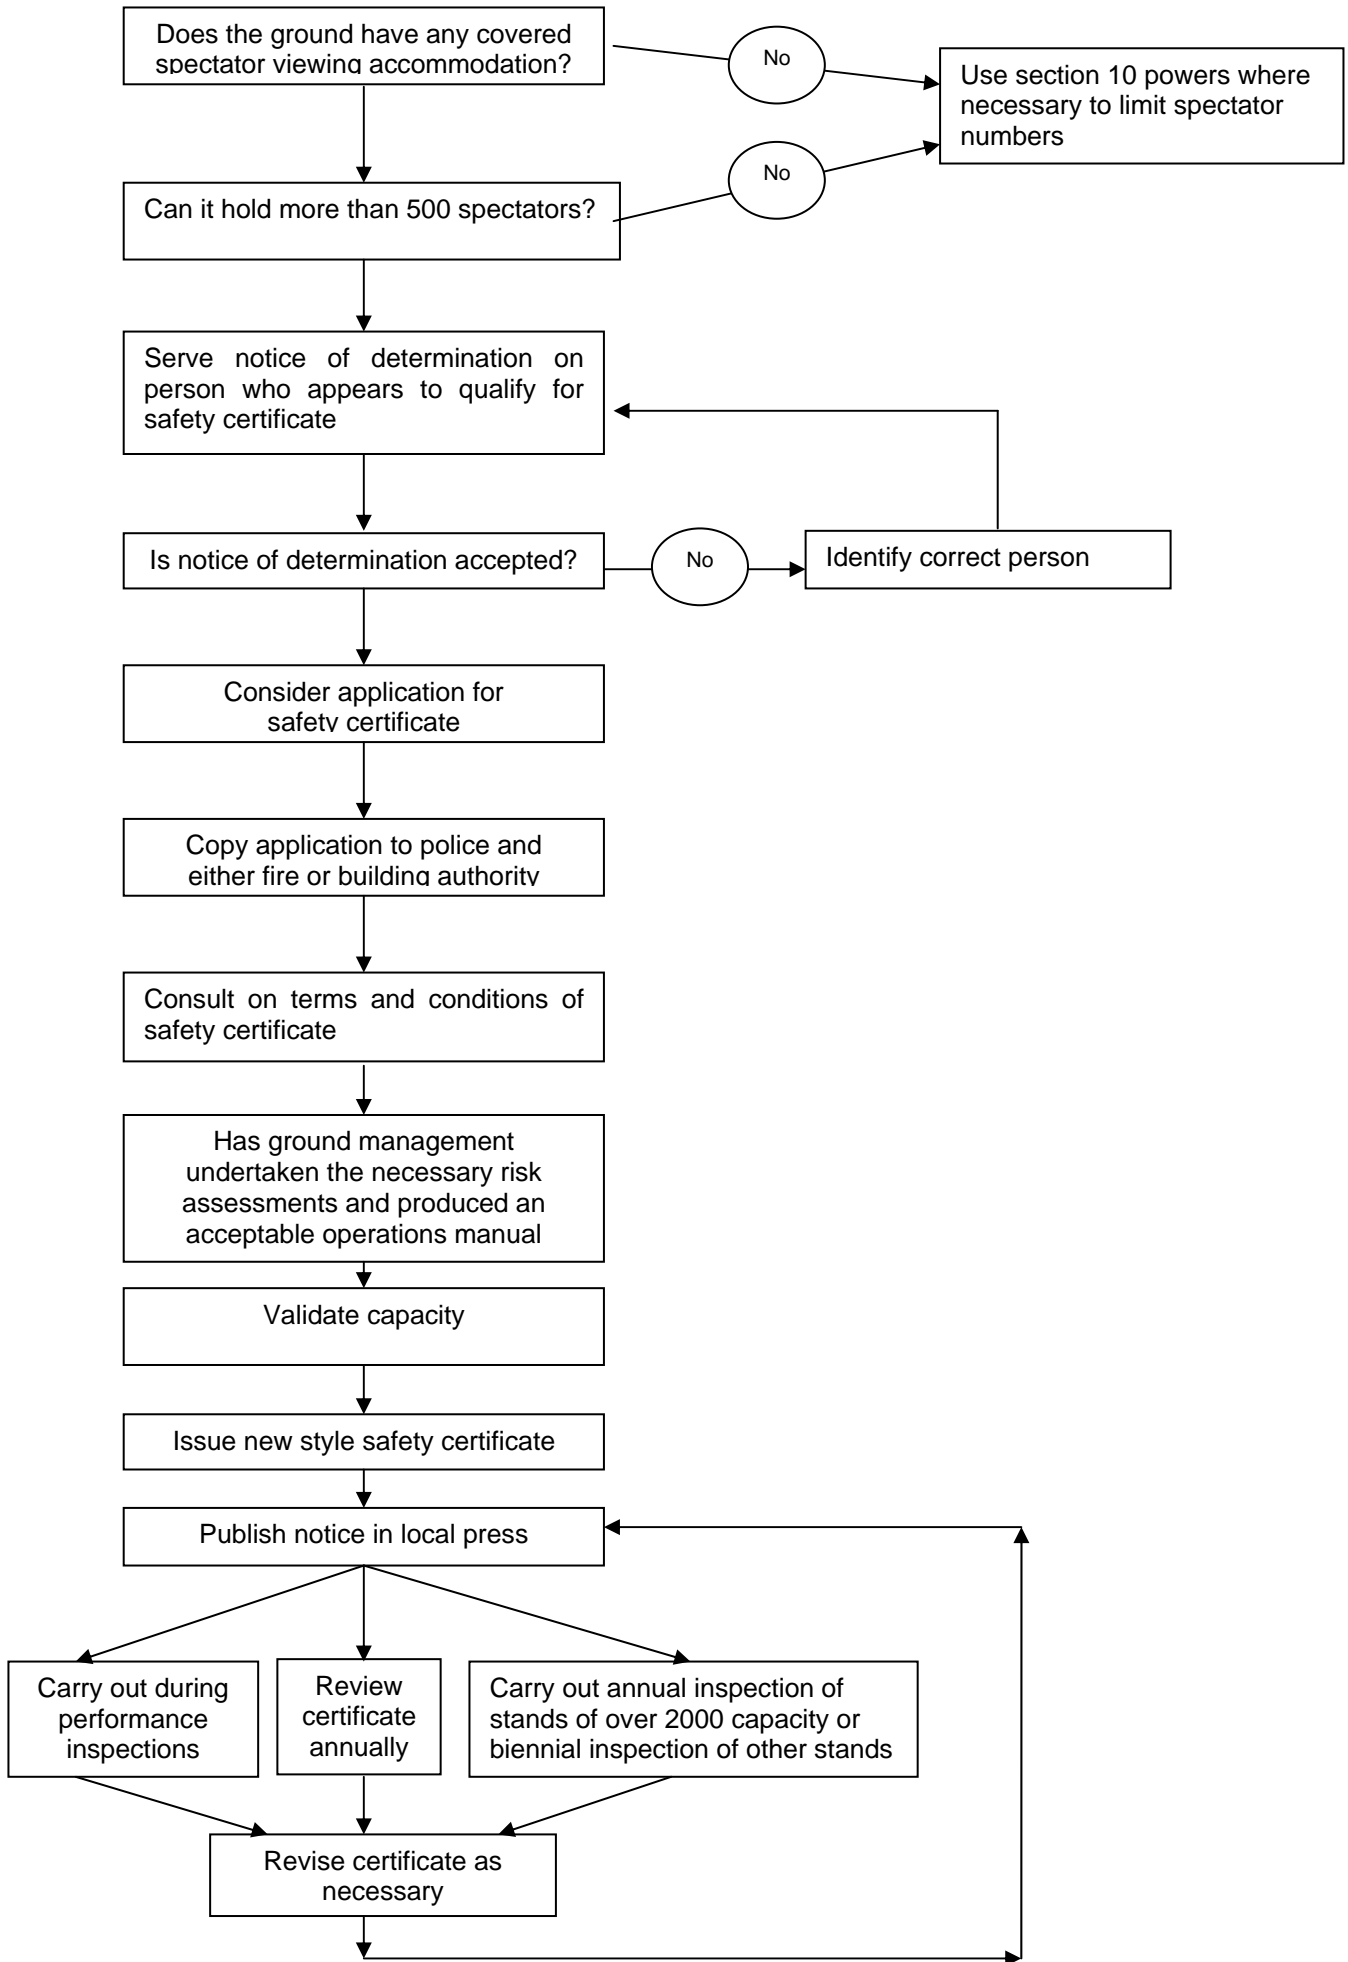 Does the ground have any covered
spectator viewing accommodation?
No
Use section 10 powers where
necessary to limit spectator
numbers
No
Can it hold more than 500 spectators?
Serve notice of determination on
person who appears to qualify for
safety certificate
Is notice of determination accepted?
No
Identify correct person
Consider application for
safety certificate
Copy application to police and
either fire or building authority
Consult on terms and conditions of
safety certificate
Has ground management
undertaken the necessary risk
assessments and produced an
acceptable operations manual
Validate capacity
Issue new style safety certificate
Publish notice in local press
Carry out during
performance
inspections
Review
certificate
annually
Carry out annual inspection of
stands of over 2000 capacity or
biennial inspection of other stands
Revise certificate as
necessary